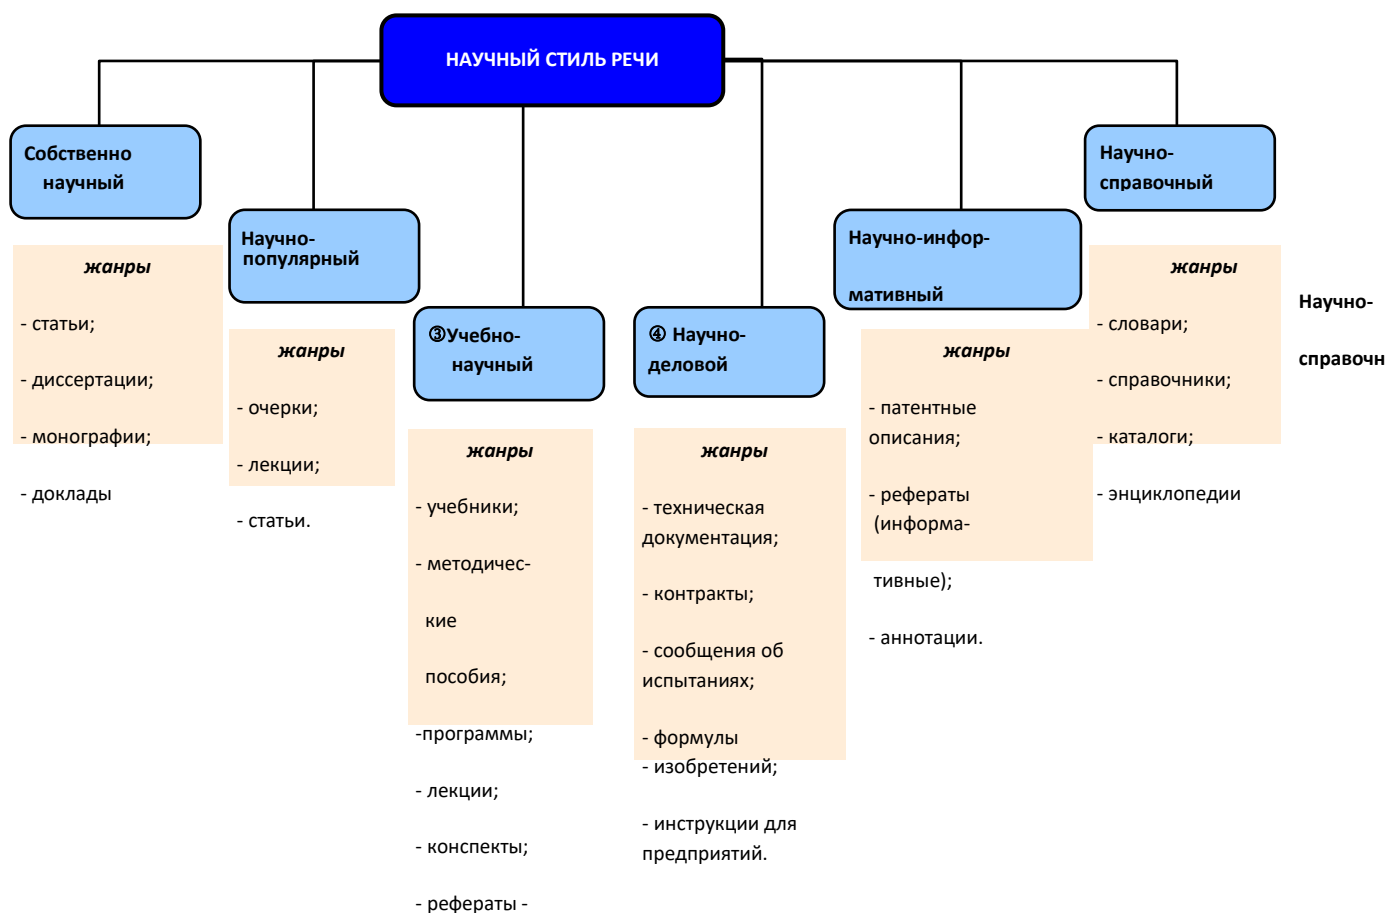 НАУЧНЫЙ СТИЛЬ РЕЧИ
Собственно
научный
жанры
- статьи;
- диссертации;
- монографии;
- доклады
Научно-
популярный
жанры
- очерки;
- лекции;
- статьи.
③Учебно-
научный
жанры
- учебники;
- методичес-
кие
пособия;
-программы;
- лекции;
- конспекты;
- рефераты -
④ Научно-
деловой
жанры
- техническая
документация;
- контракты;
- сообщения об
испытаниях;
- формулы
- изобретений;
- инструкции для
предприятий.
Научно-инфор-
мативный
жанры
- патентные
описания;
- рефераты
(информа-
тивные);
- аннотации.
Научно-
справочный
жанры
- словари;
- справочники;
- каталоги;
- энциклопедии
Научно-
справочн